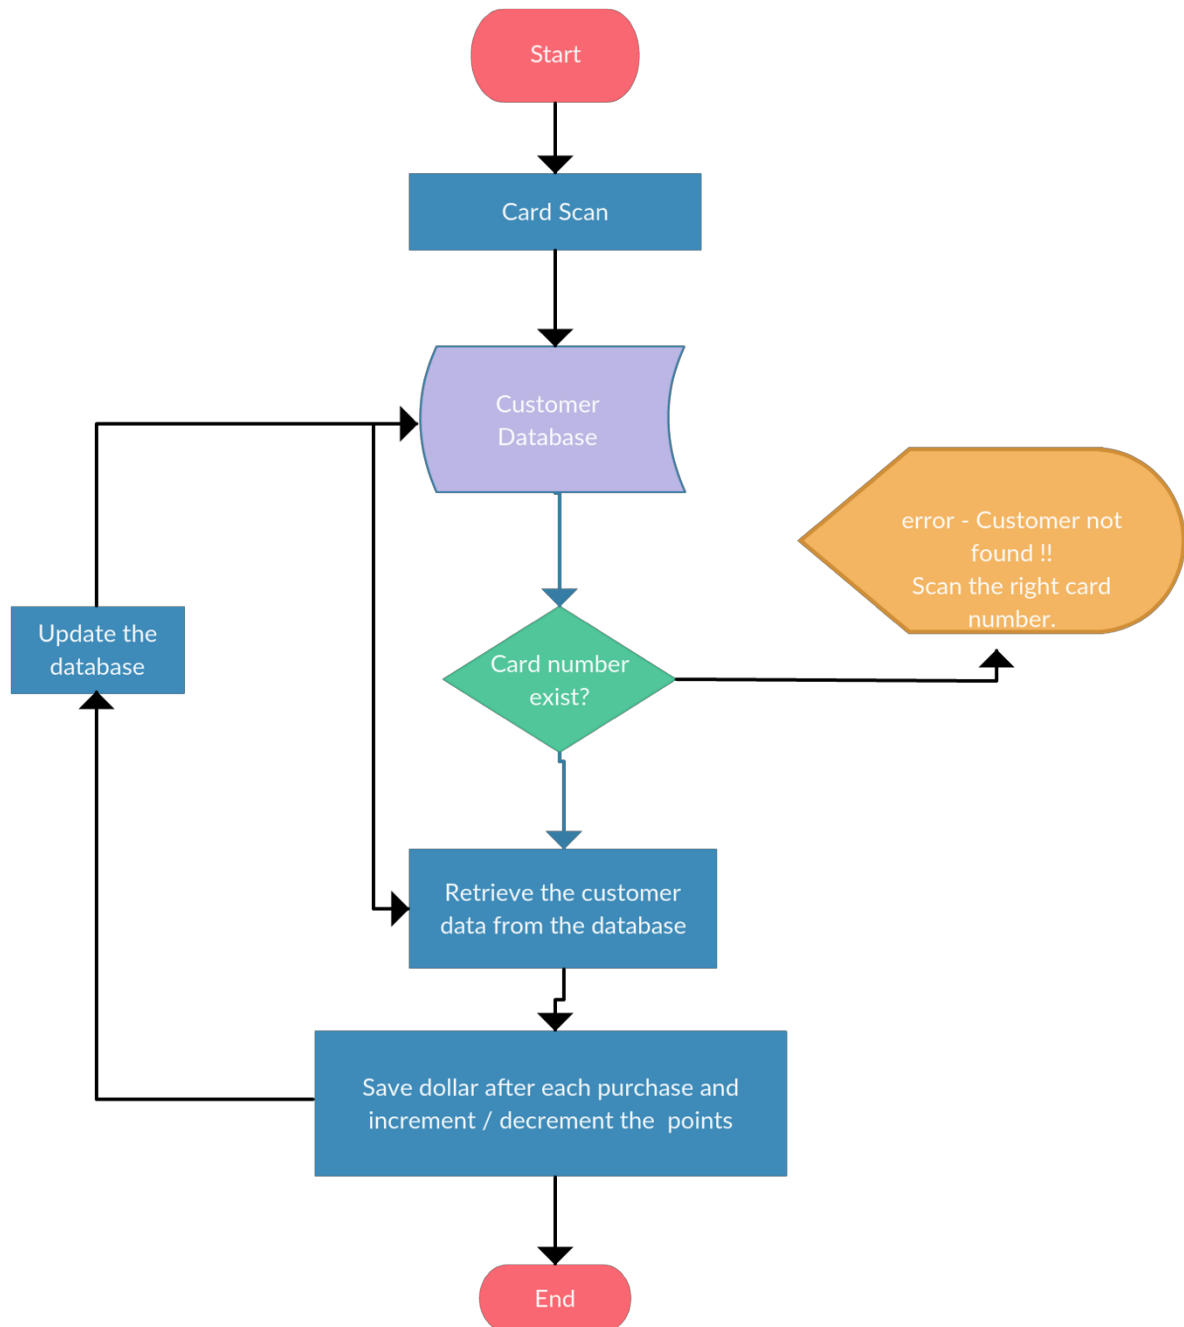 Start
Card Scan
Customer
Database
error - Customer not
found !!
Scan the right card
number.
Update the
database
Card number
exist?
Retrieve the customer
data from the database
Save dollar after each purchase and
increment / decrement the  points
End